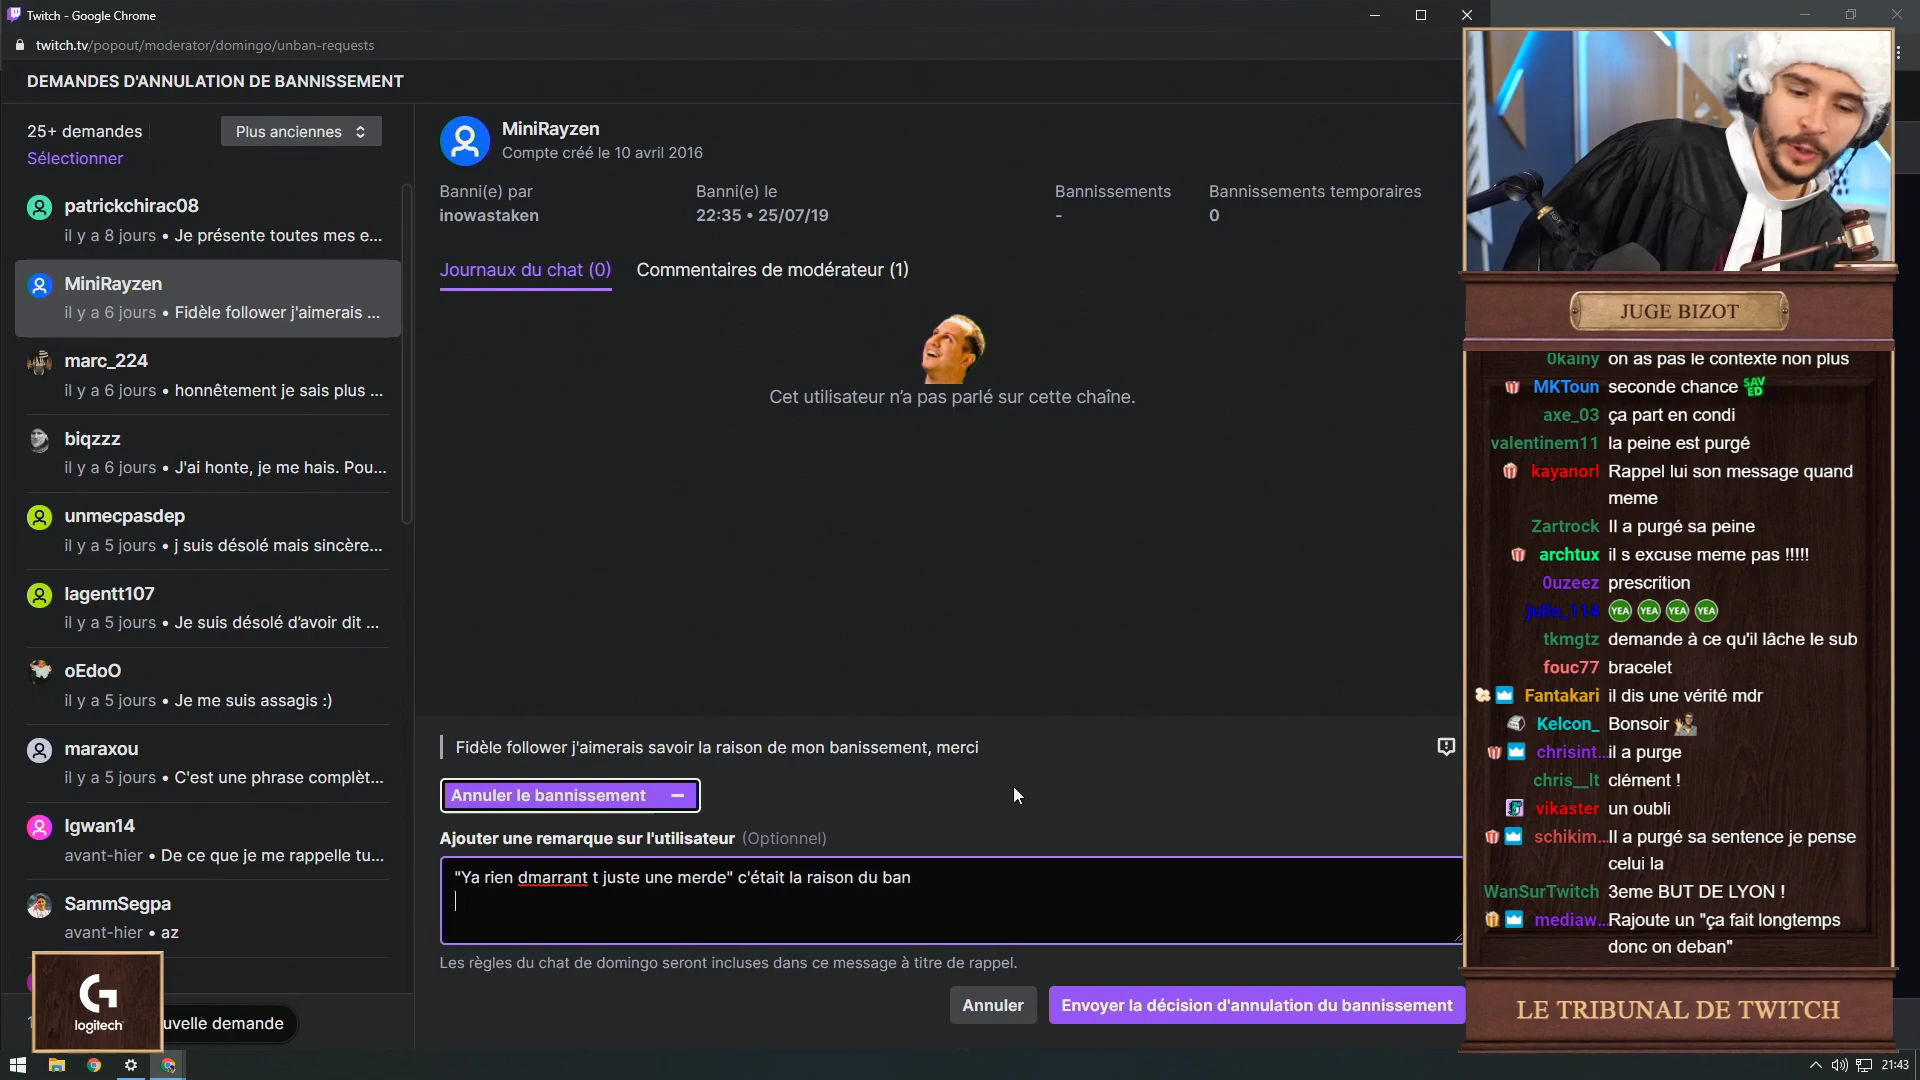 Twitch - Google Chrome
twitch.tv/popout/moderator/domingo/unban-requests
DEMANDES D'ANNULATION DE BANNISSEMENT
25+ demandes
Plus anciennes
Sélectionner
patrickchirac08
il y a 8 jours • Je présente toutes mes e...
MiniRayzen
il y a 6 jours • Fidèle follower j'aimerais ...
marc_224
il y a 6 jours • honnêtement je sais plus ...
biqzzz
il y a 6 jours • J'ai honte, je me hais. Pou...
unmecpasdep
il y a 5 jours • j suis désolé mais sincère...
lagentt107
il y a 5 jours • Je suis désolé d'avoir dit ...
oEdoO
il y a 5 jours • Je me suis assagis :)
maraxou
il y a 5 jours • C'est une phrase complèt...
lgwan14
avant-hier • De ce que je me rappelle tu...
SammSegpa
avant-hier • az
logitech
uvelle demande
MiniRayzen
Compte créé le 10 avril 2016
Banni(e) par
inowastaken
Banni(e) le
22:35 • 25/07/19
Bannissements
-
Bannissements temporaires
0
Journaux du chat (0)
Commentaires de modérateur (1)
Cet utilisateur n'a pas parlé sur cette chaîne.
Fidèle follower j'aimerais savoir la raison de mon banissement, merci
Annuler le bannissement
Ajouter une remarque sur l'utilisateur (Optionnel)
"Ya rien dmarrant t juste une merde" c'était la raison du ban
Les règles du chat de domingo seront incluses dans ce message à titre de rappel.
Annuler
Envoyer la décision d'annulation du bannissement
JUGE BIZOT
0kainy on as pas le contexte non plus
MKToun seconde chance SAVED
axe_03 ça part en condi
valentinem11 la peine est purgé
kayanorl Rappel lui son message quand
meme
Zartrock Il a purgé sa peine
archtux il s excuse meme pas !!!!!
0uzeez prescrition
julio_114 YEA YEA YEA YEA
tkmgtz demande à ce qu'il lâche le sub
fouc77 bracelet
Fantakari il dis une vérité mdr
Kelcon_ Bonsoir
chrisint...il a purge
chris__lt clément !
vikaster un oubli
schikim...Il a purgé sa sentence je pense
celui la
WanSurTwitch 3eme BUT DE LYON !
mediaw...Rajoute un "ça fait longtemps
donc on deban"
LE TRIBUNAL DE TWITCH
21:43